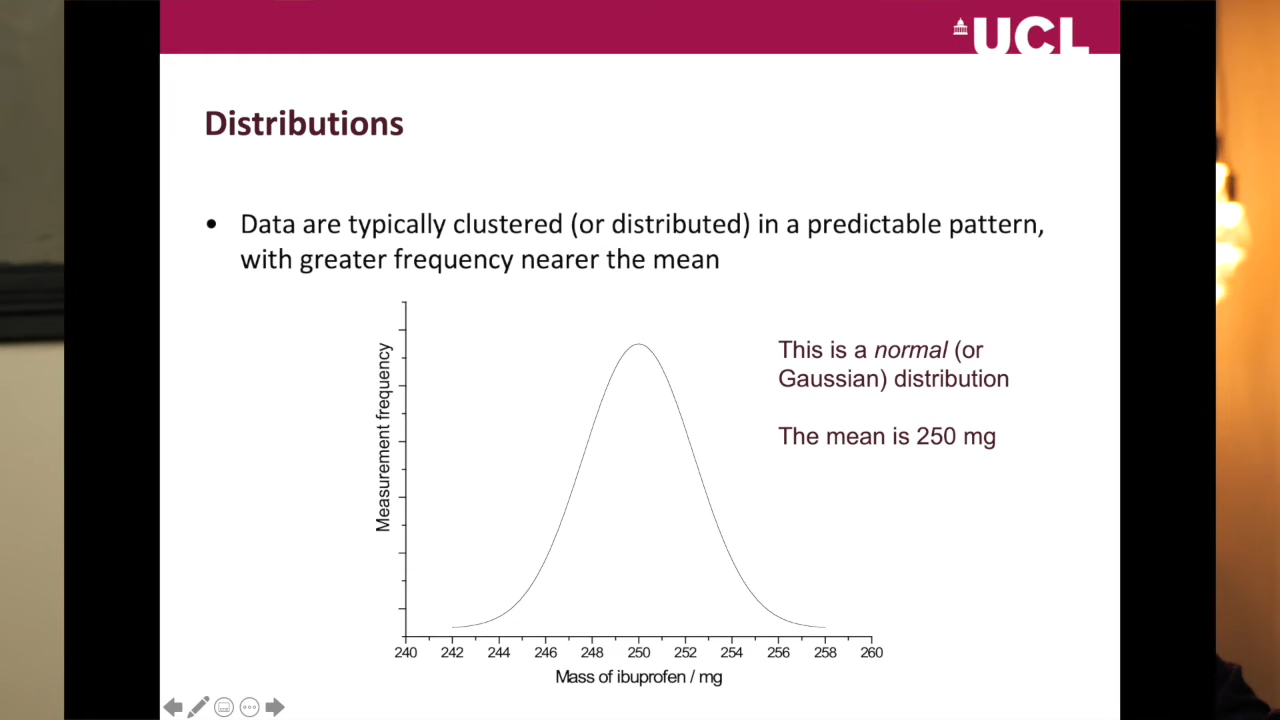 UCL
Distributions
• Data are typically clustered (or distributed) in a predictable pattern,
with greater frequency nearer the mean
Measurement frequency
This is a normal (or
Gaussian) distribution
The mean is 250 mg
240 242 244 246 248 250 252 254 256 258 260
Mass of ibuprofen / mg